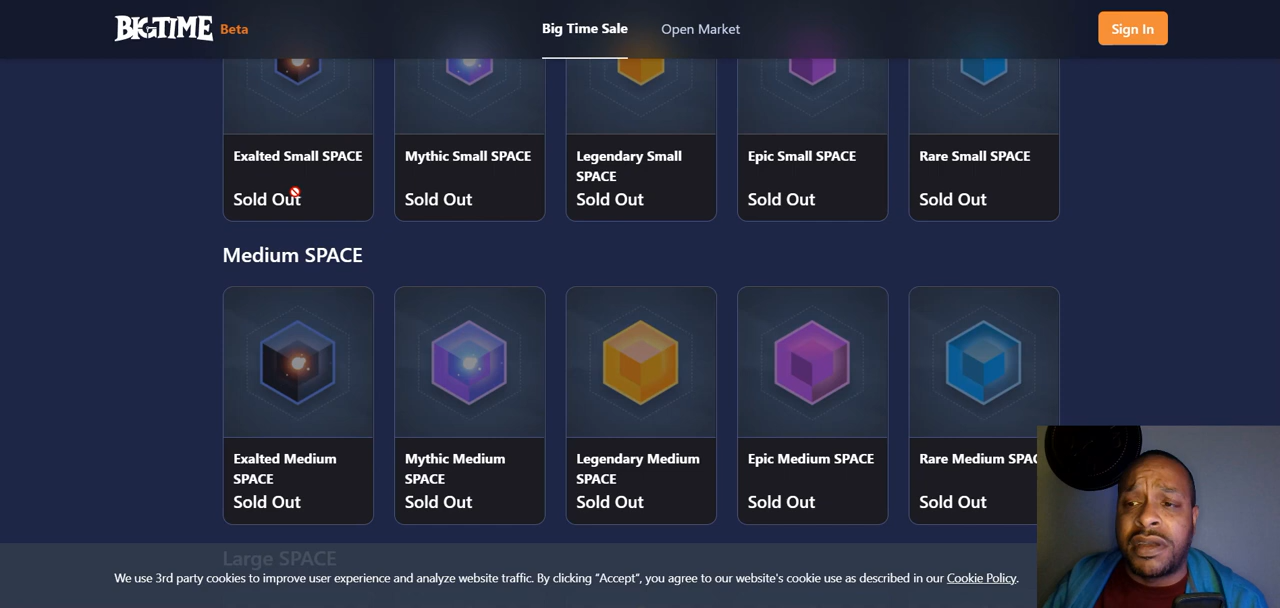 BIGTIME Beta
Big Time Sale
Open Market
Sign In
Exalted Small SPACE
Sold Out
Mythic Small SPACE
Sold Out
Legendary Small
SPACE
Sold Out
Epic Small SPACE
Sold Out
Rare Small SPACE
Sold Out
Medium SPACE
Exalted Medium
SPACE
Sold Out
Mythic Medium
SPACE
Sold Out
Legendary Medium
SPACE
Sold Out
Epic Medium SPACE
Sold Out
Rare Medium
Sold Out
Large SPACE
We use 3rd party cookies to improve user experience and analyze website traffic. By clicking “Accept”, you agree to our website's cookie use as described in our Cookie Policy.